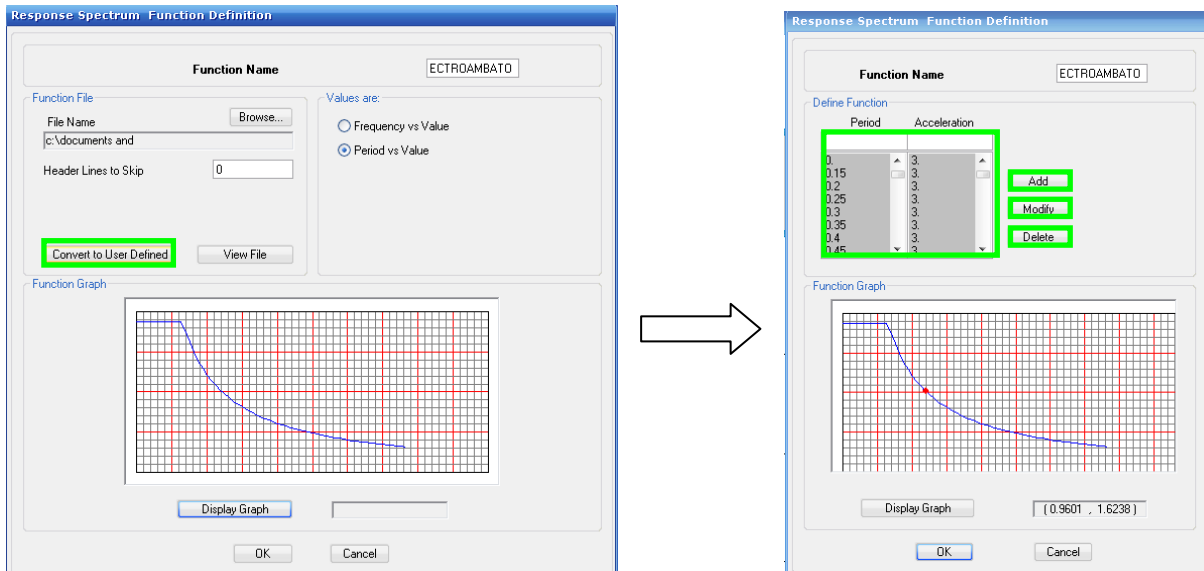 Response Spectrum Function Definition
Function Name
ECTROAMBATO
Function File
File Name
Browse...
c:\documents and
Header Lines to Skip
0
Convert to User Defined
View File
Values are:
Frequency vs Value
Period vs Value
Function Graph
Display Graph
OK
Cancel
Response Spectrum Function Definition
Function Name
ECTROAMBATO
Define Function
Period Acceleration
0. 3.
0.15 3.
0.2 3.
0.25 3.
0.3 3.
0.35 3.
0.4 3.
0.45 3.
Add
Modify
Delete
Function Graph
Display Graph
( 0.9601 , 1.6238 )
OK
Cancel